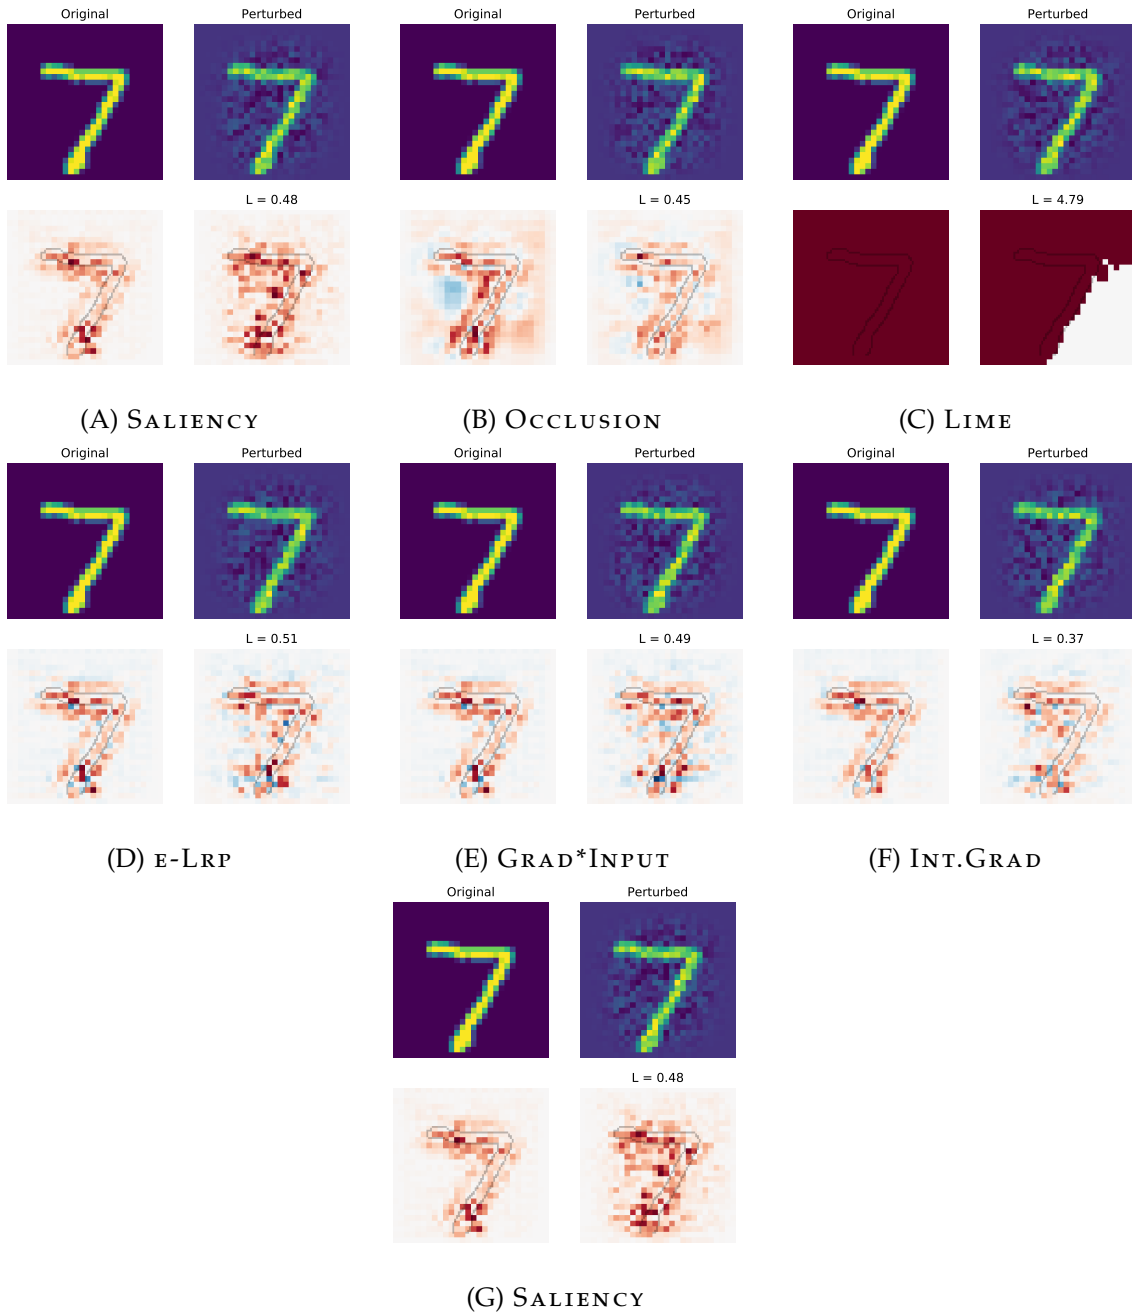 Original Perturbed Original Perturbed Original Perturbed
L = 0.48 L = 0.45 L = 4.79
(A) SALIENCY (B) OCCLUSION (C) LIME
Original Perturbed Original Perturbed Original Perturbed
L = 0.51 L = 0.49 L = 0.37
(D) E-LRP (E) GRAD*INPUT (F) INT.GRAD
Original Perturbed
L = 0.48
(G) SALIENCY